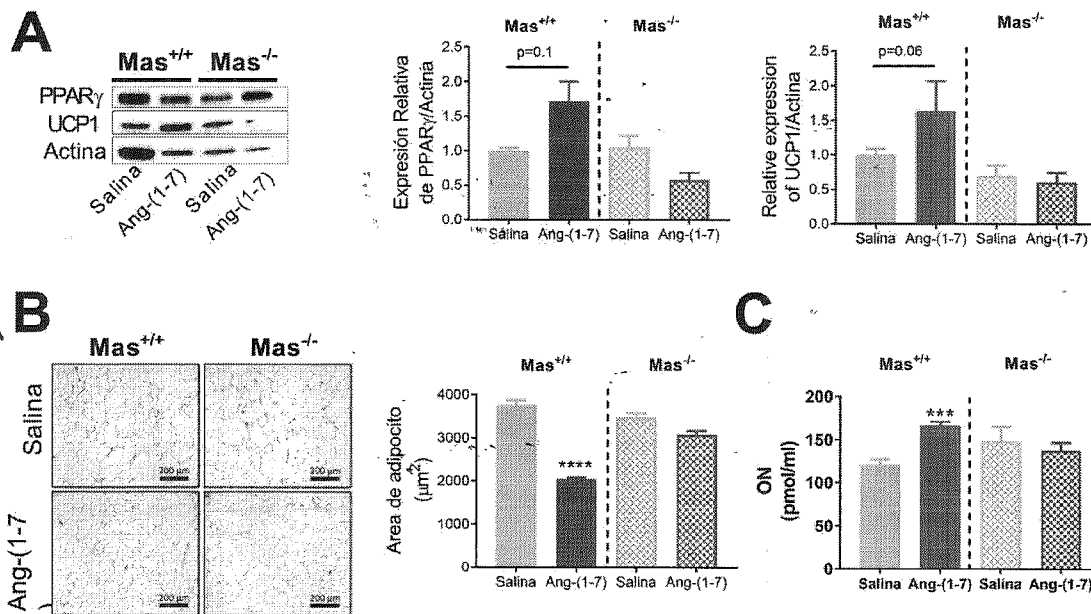 A
Mas+/+ Mas-/-
PPARγ
UCP1
Actina
Salina
Ang-(1-7)
Salina
Ang-(1-7)
Mas+/+ Mas-/-
p=0.1
Expresión Relativa
de PPARγ/Actina
2.5
2.0
1.5
1.0
0.5
0.0
Salina Ang-(1-7) Salina Ang-(1-7)
Mas+/+ Mas-/-
p=0.06
Relative expression
of UCP1/Actina
2.5
2.0
1.5
1.0
0.5
0.0
Salina Ang-(1-7) Salina Ang-(1-7)
B
Mas+/+ Mas-/-
Salina
200 µm
200 µm
Ang-(1-7)
200 µm
200 µm
Mas+/+ Mas-/-
Area de adipocito
(µm2)
4000
3000
2000
1000
0
****
Salina Ang-(1-7) Salina Ang-(1-7)
C
Mas+/+ Mas-/-
ON
(pmol/ml)
200
150
100
50
0
***
Salina Ang-(1-7) Salina Ang-(1-7)